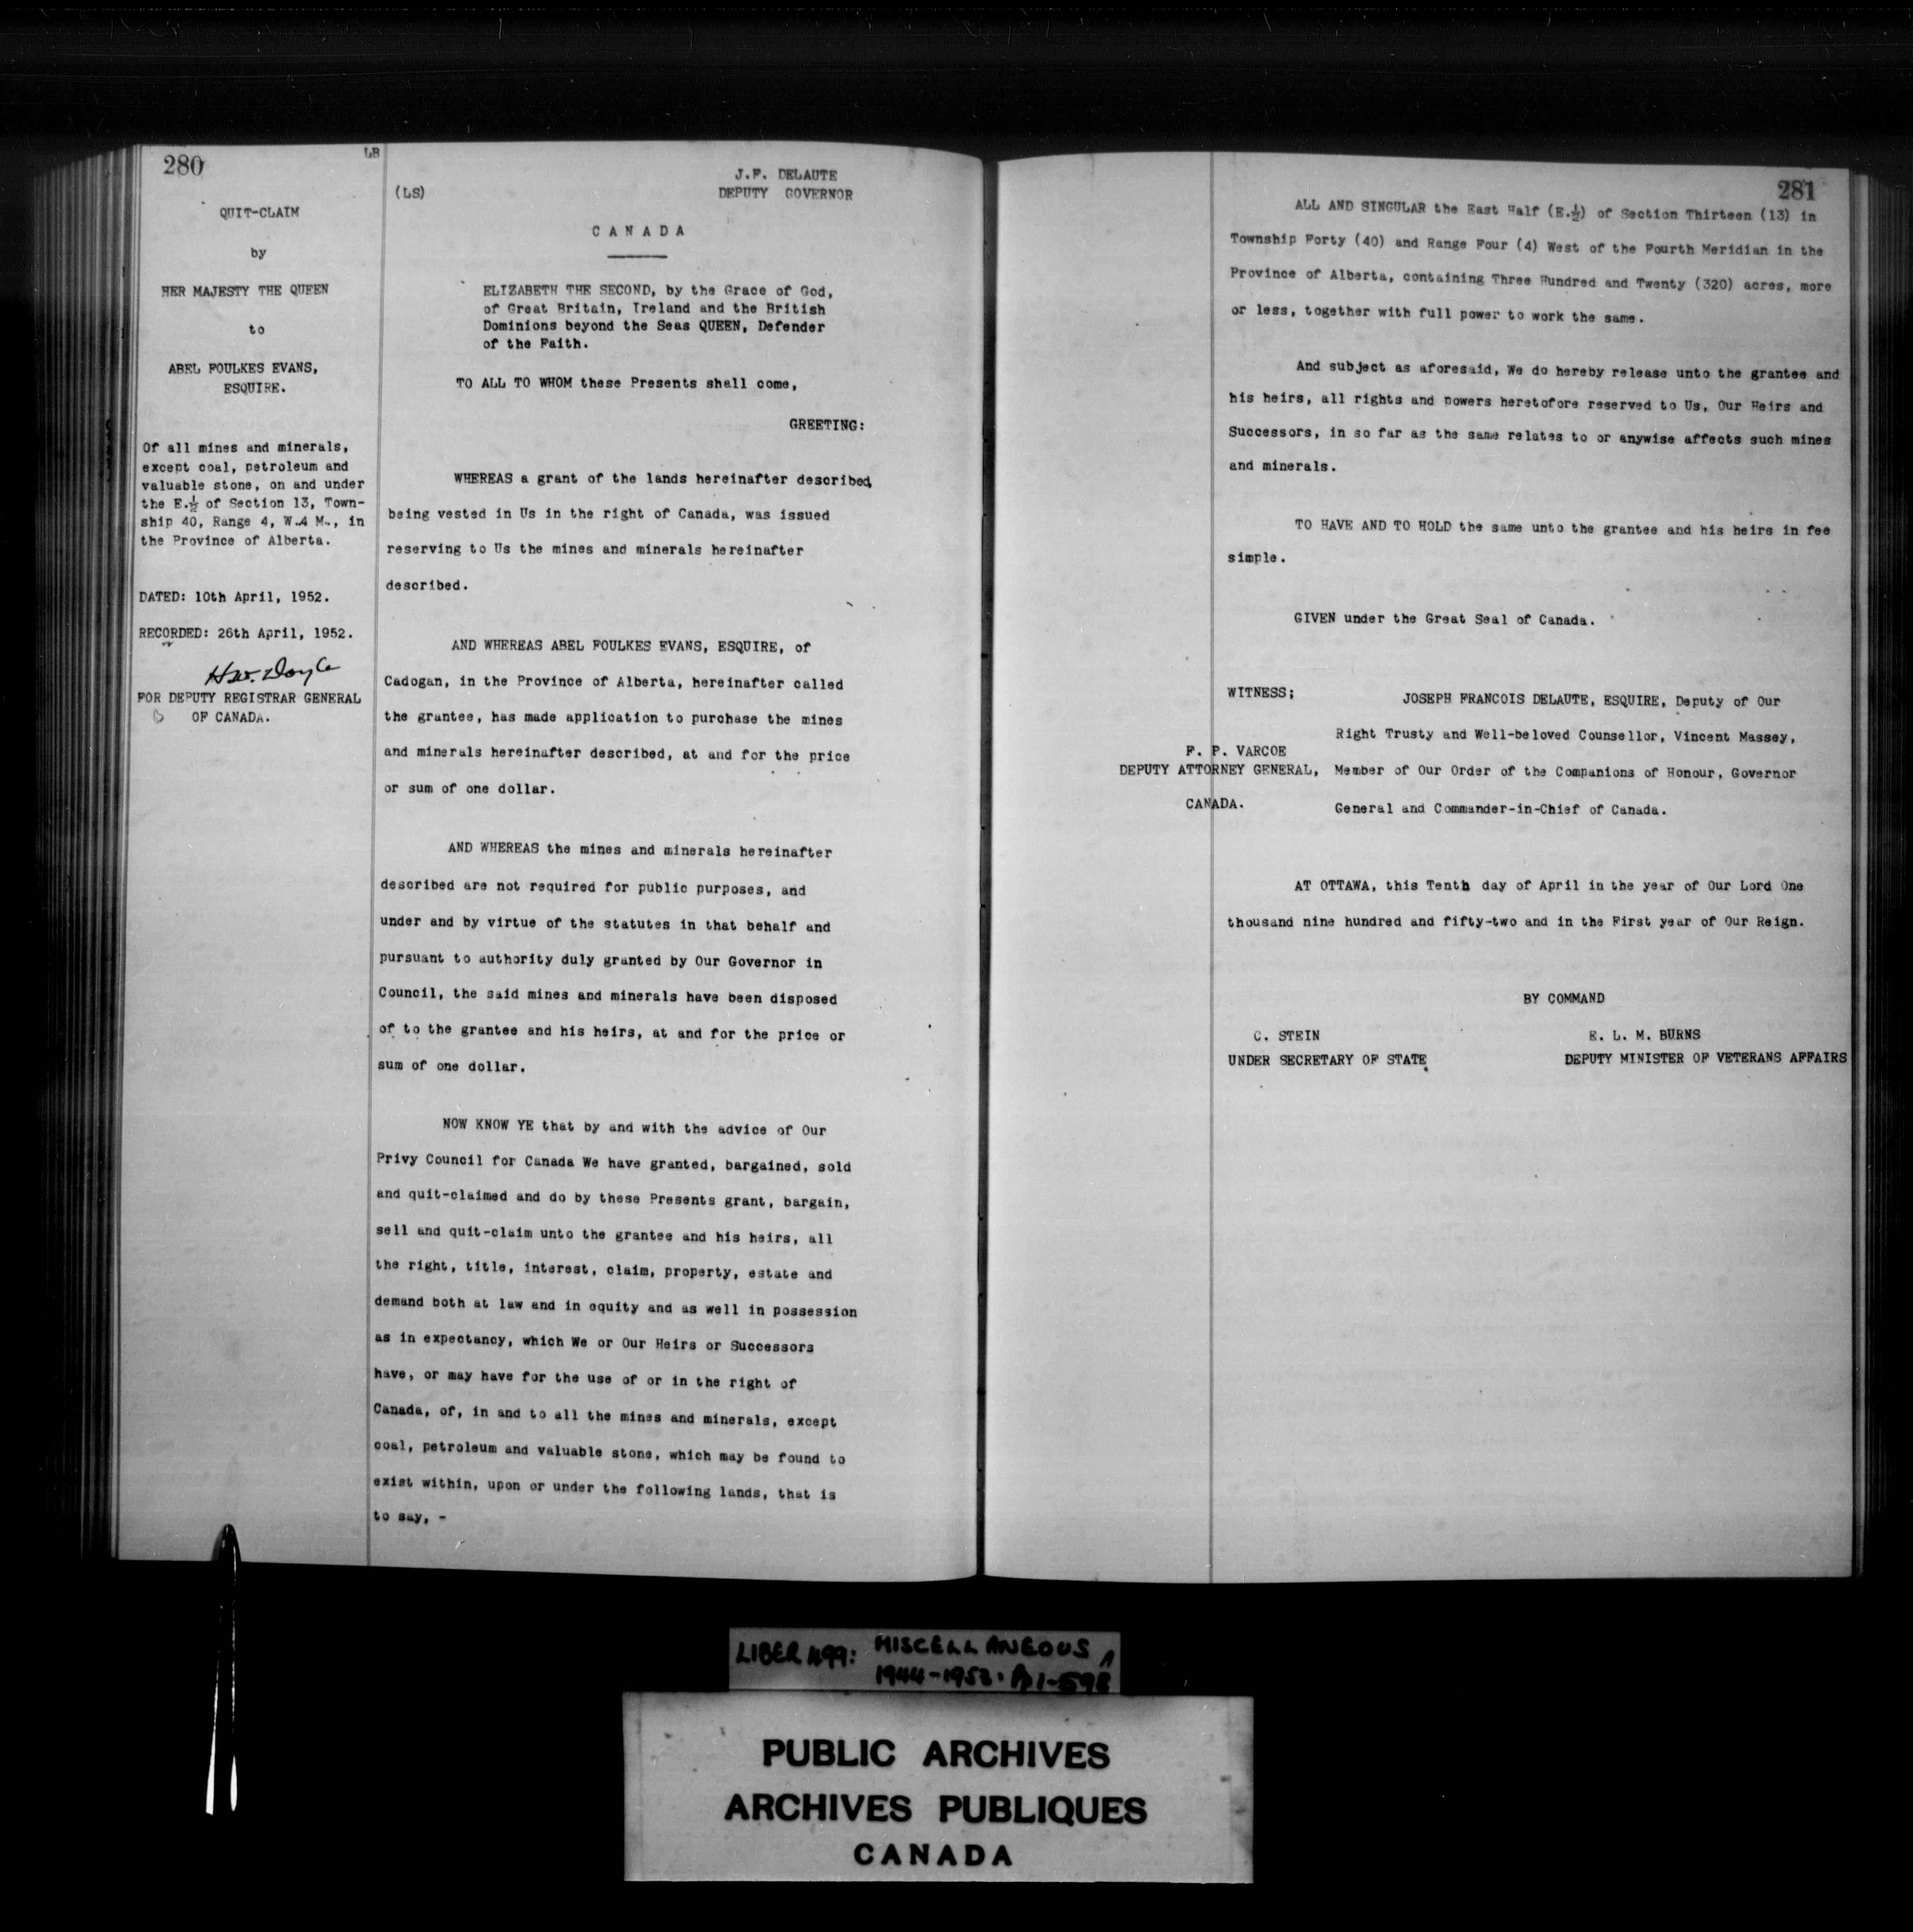 280
LB
QUIT-CLAIM
by
HER MAJESTY THE QUEEN
to
ABEL FOULKES EVANS,
ESQUIRE.
Of all mines and minerals,
except coal, petroleum and
valuable stone, on and under
the E.½ of Section 13, Town-
ship 40, Range 4, W.4 M., in
the Province of Alberta.
DATED: 10th April, 1952.
RECORDED: 26th April, 1952.
H.W. Doyle
FOR DEPUTY REGISTRAR GENERAL
OF CANADA.
(LS)
J.F. DELAUTE
DEPUTY GOVERNOR
CANADA
ELIZABETH THE SECOND, by the Grace of God,
of Great Britain, Ireland and the British
Dominions beyond the Seas QUEEN, Defender
of the Faith.
TO ALL TO WHOM these Presents shall come,
GREETING:
WHEREAS a grant of the lands hereinafter described,
being vested in Us in the right of Canada, was issued
reserving to Us the mines and minerals hereinafter
described.
AND WHEREAS ABEL FOULKES EVANS, ESQUIRE, of
Cadogan, in the Province of Alberta, hereinafter called
the grantee, has made application to purchase the mines
and minerals hereinafter described, at and for the price
or sum of one dollar.
AND WHEREAS the mines and minerals hereinafter
described are not required for public purposes, and
under and by virtue of the statutes in that behalf and
pursuant to authority duly granted by Our Governor in
Council, the said mines and minerals have been disposed
of to the grantee and his heirs, at and for the price or
sum of one dollar.
NOW KNOW YE that by and with the advice of Our
Privy Council for Canada We have granted, bargained, sold
and quit-claimed and do by these Presents grant, bargain,
sell and quit-claim unto the grantee and his heirs, all
the right, title, interest, claim, property, estate and
demand both at law and in equity and as well in possession
as in expectancy, which We or Our Heirs or Successors
have, or may have for the use of or in the right of
Canada, of, in and to all the mines and minerals, except
coal, petroleum and valuable stone, which may be found to
exist within, upon or under the following lands, that is
to say, -
281
ALL AND SINGULAR the East Half (E.½) of Section Thirteen (13) in
Township Forty (40) and Range Four (4) West of the Fourth Meridian in the
Province of Alberta, containing Three Hundred and Twenty (320) acres, more
or less, together with full power to work the same.
And subject as aforesaid, We do hereby release unto the grantee and
his heirs, all rights and powers heretofore reserved to Us, Our Heirs and
Successors, in so far as the same relates to or anywise affects such mines
and minerals.
TO HAVE AND TO HOLD the same unto the grantee and his heirs in fee
simple.
GIVEN under the Great Seal of Canada.
WITNESS; JOSEPH FRANCOIS DELAUTE, ESQUIRE, Deputy of Our
Right Trusty and Well-beloved Counsellor, Vincent Massey,
F. P. VARCOE
DEPUTY ATTORNEY GENERAL, Member of Our Order of the Companions of Honour, Governor
CANADA. General and Commander-in-Chief of Canada.
AT OTTAWA, this Tenth day of April in the year of Our Lord One
thousand nine hundred and fifty-two and in the First year of Our Reign.
BY COMMAND
C. STEIN E. L. M. BURNS
UNDER SECRETARY OF STATE DEPUTY MINISTER OF VETERANS AFFAIRS
LIBER 499: MISCELLANEOUS
1944-1953. Pp 1-598
PUBLIC ARCHIVES
ARCHIVES PUBLIQUES
CANADA